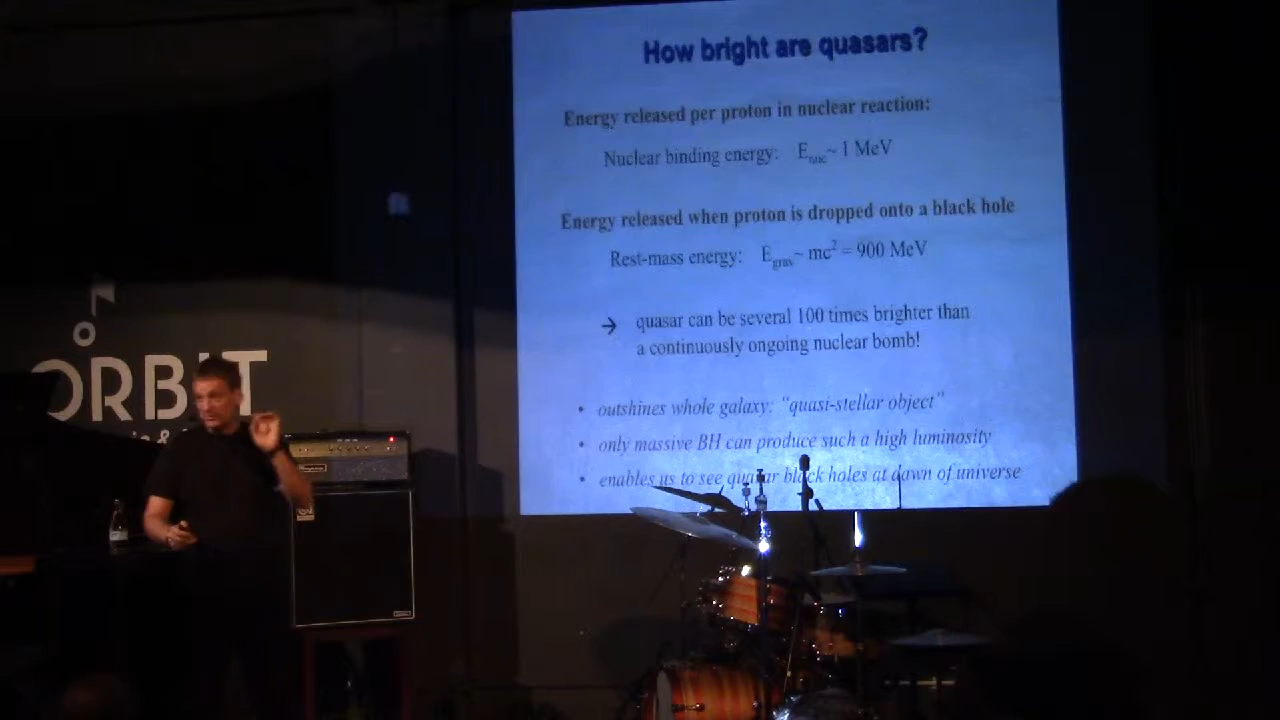 How bright are quasars?
Energy released per proton in nuclear reaction:
Nuclear binding energy: Enuc~ 1 MeV
Energy released when proton is dropped onto a black hole
Rest-mass energy: Egrav~ mc² = 900 MeV
→ quasar can be several 100 times brighter than
a continuously ongoing nuclear bomb!
• outshines whole galaxy: "quasi-stellar object"
• only massive BH can produce such a high luminosity
• enables us to see quasar black holes at dawn of universe
ORBIT